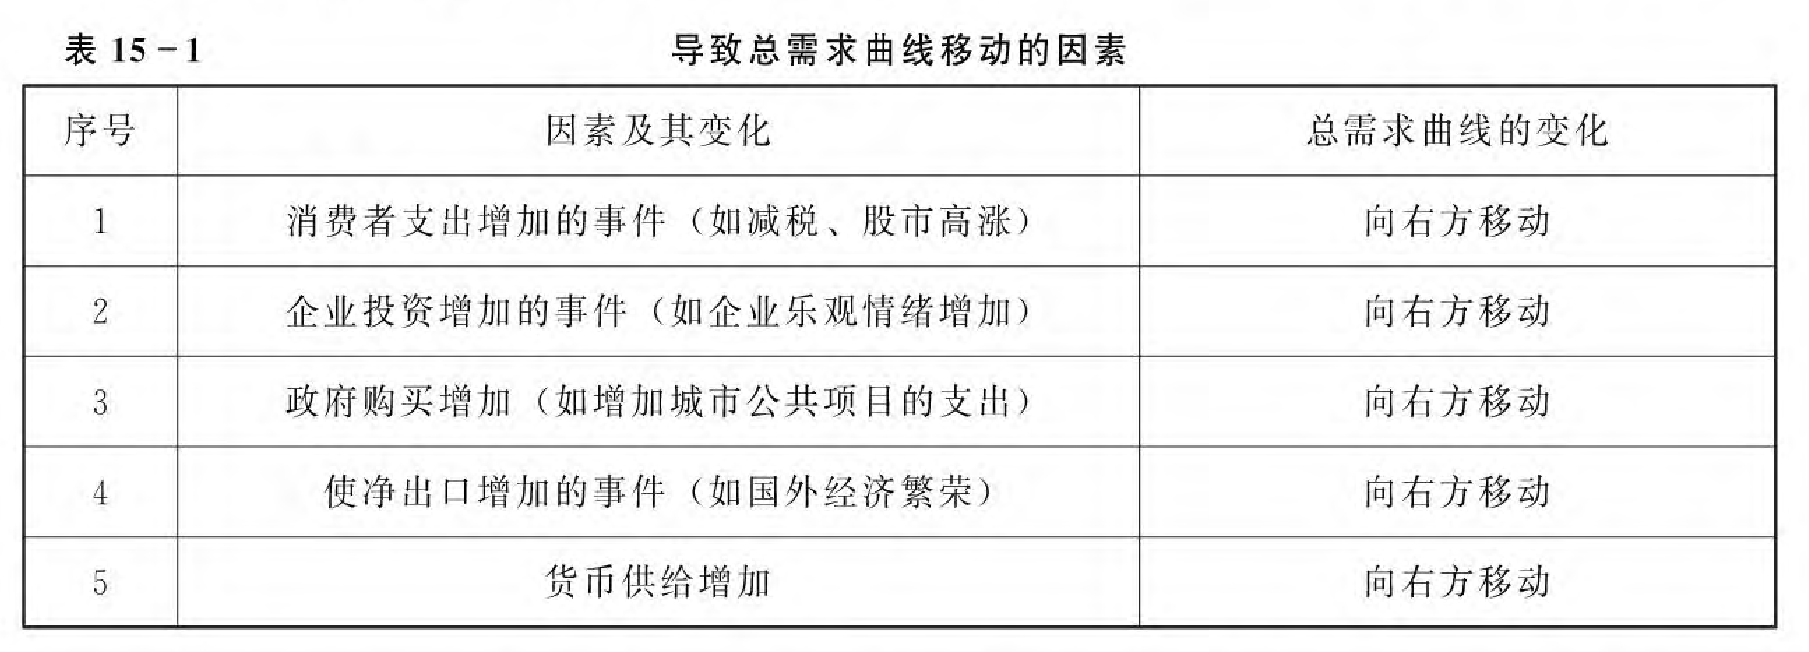 表 15-1 导致总需求曲线移动的因素
序号 因素及其变化 总需求曲线的变化
1 消费者支出增加的事件（如减税、股市高涨） 向右方移动
2 企业投资增加的事件（如企业乐观情绪增加） 向右方移动
3 政府购买增加（如增加城市公共项目的支出） 向右方移动
4 使净出口增加的事件（如国外经济繁荣） 向右方移动
5 货币供给增加 向右方移动